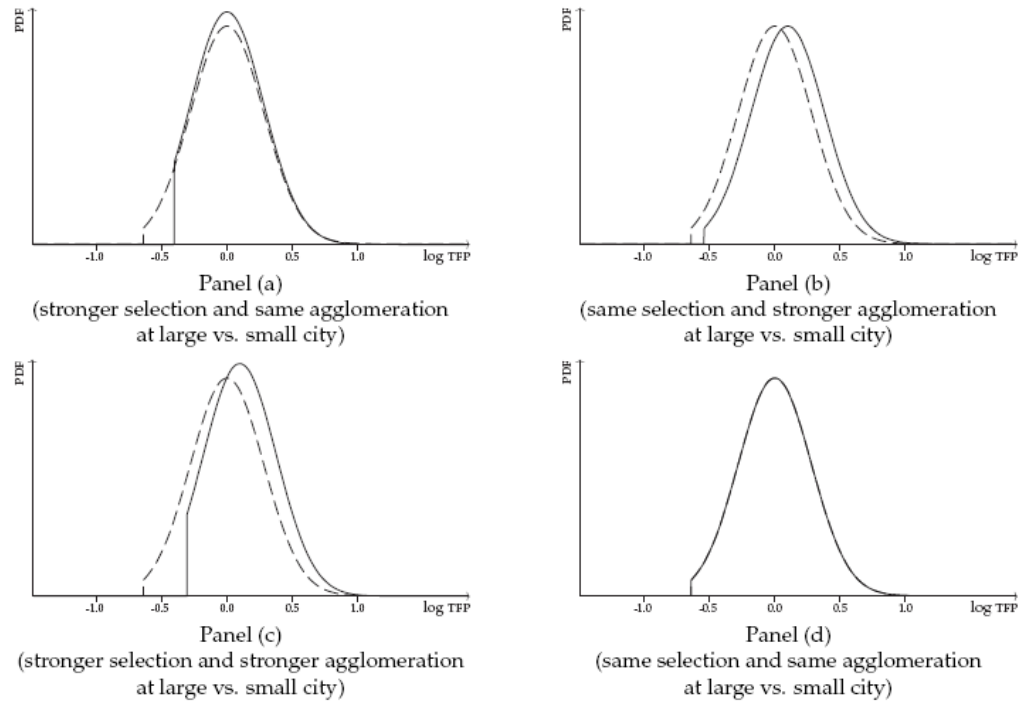 PDF
-1.0 -0.5 0.0 0.5 1.0 log TFP
Panel (a)
(stronger selection and same agglomeration
at large vs. small city)
PDF
-1.0 -0.5 0.0 0.5 1.0 log TFP
Panel (b)
(same selection and stronger agglomeration
at large vs. small city)
PDF
-1.0 -0.5 0.0 0.5 1.0 log TFP
Panel (c)
(stronger selection and stronger agglomeration
at large vs. small city)
PDF
-1.0 -0.5 0.0 0.5 1.0 log TFP
Panel (d)
(same selection and same agglomeration
at large vs. small city)